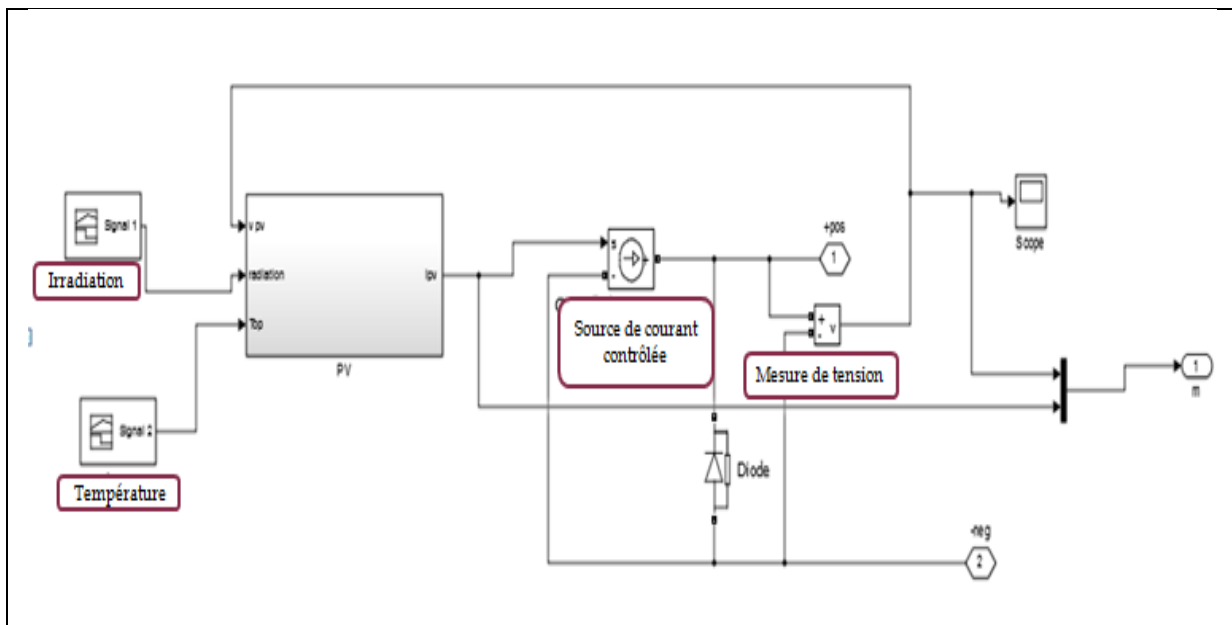 Signal 1
Irradiation
v pv
radiation
Top
Ipv
PV
Signal 2
Température
s
-
+
Source de courant
contrôlée
+pos
1
+
-
v
Mesure de tension
Scope
1
m
Diode
-neg
2